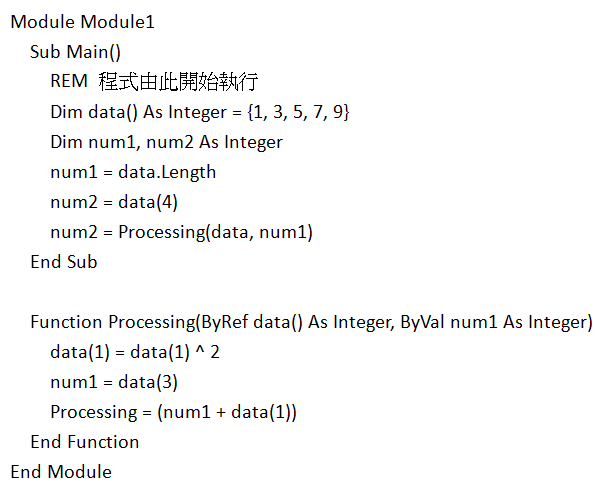 Module Module1
Sub Main()
REM 程式由此開始執行
Dim data() As Integer = {1, 3, 5, 7, 9}
Dim num1, num2 As Integer
num1 = data.Length
num2 = data(4)
num2 = Processing(data, num1)
End Sub
Function Processing(ByRef data() As Integer, ByVal num1 As Integer)
data(1) = data(1) ^ 2
num1 = data(3)
Processing = (num1 + data(1))
End Function
End Module